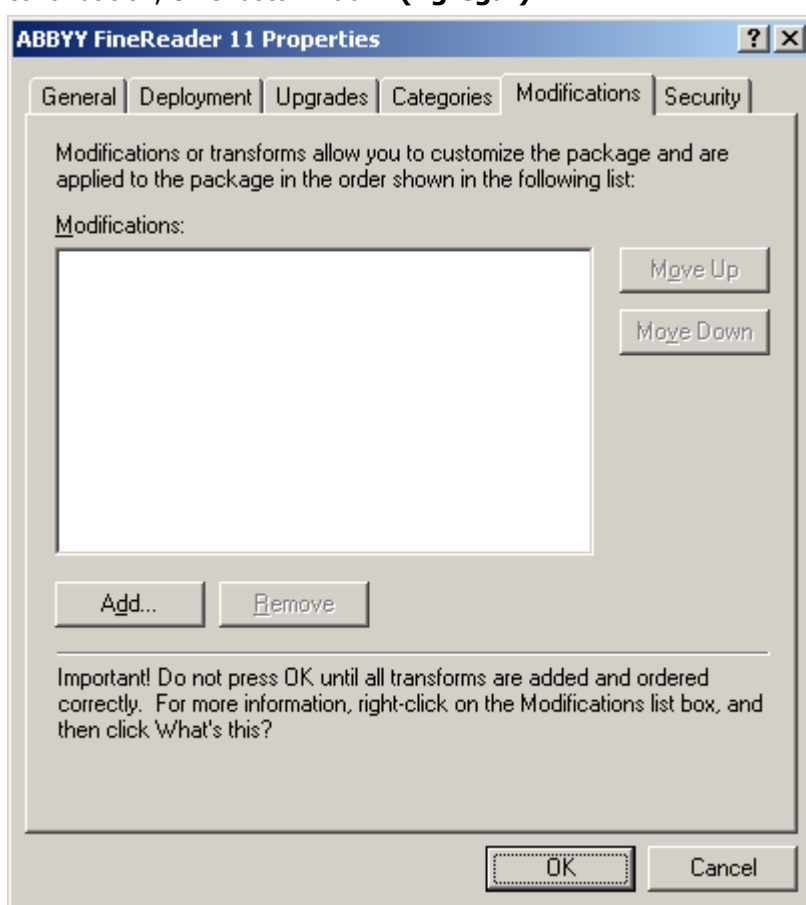 (Agregar)
ABBYY FineReader 11 Properties
General Deployment Upgrades Categories Modifications Security
Modifications or transforms allow you to customize the package and are
applied to the package in the order shown in the following list:
Modifications:
Move Up
Move Down
Add... Remove
Important! Do not press OK until all transforms are added and ordered
correctly. For more information, right-click on the Modifications list box, and
then click What's this?
OK Cancel